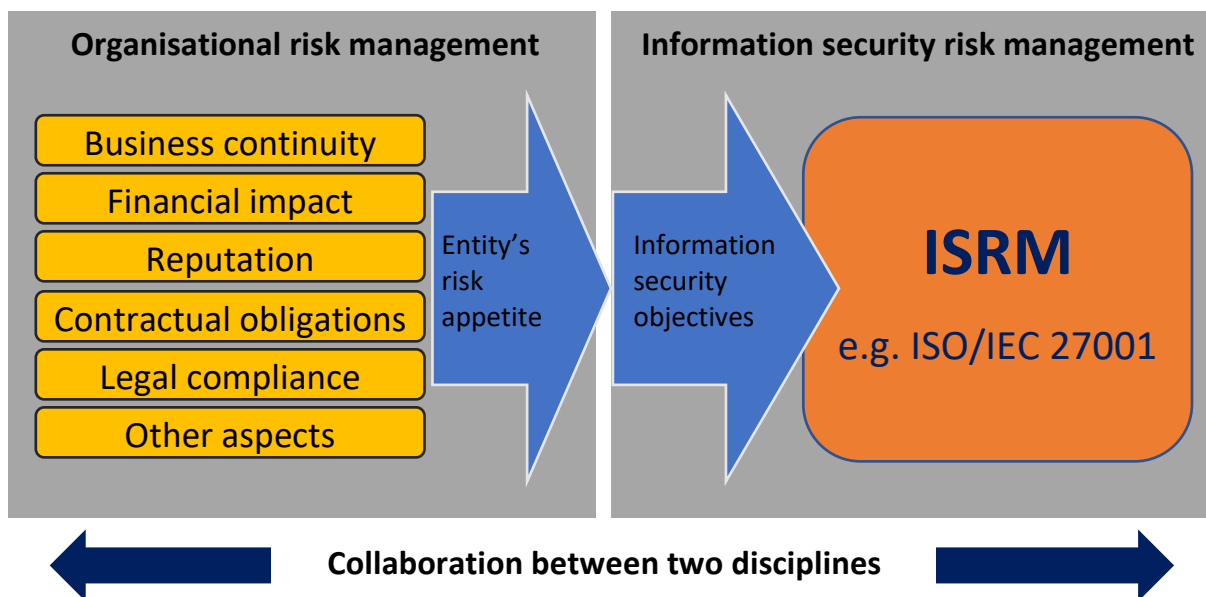 Organisational risk management
Business continuity
Financial impact
Reputation
Contractual obligations
Legal compliance
Other aspects
Entity’s
risk
appetite
Information security risk management
Information
security
objectives
ISRM
e.g. ISO/IEC 27001
Collaboration between two disciplines